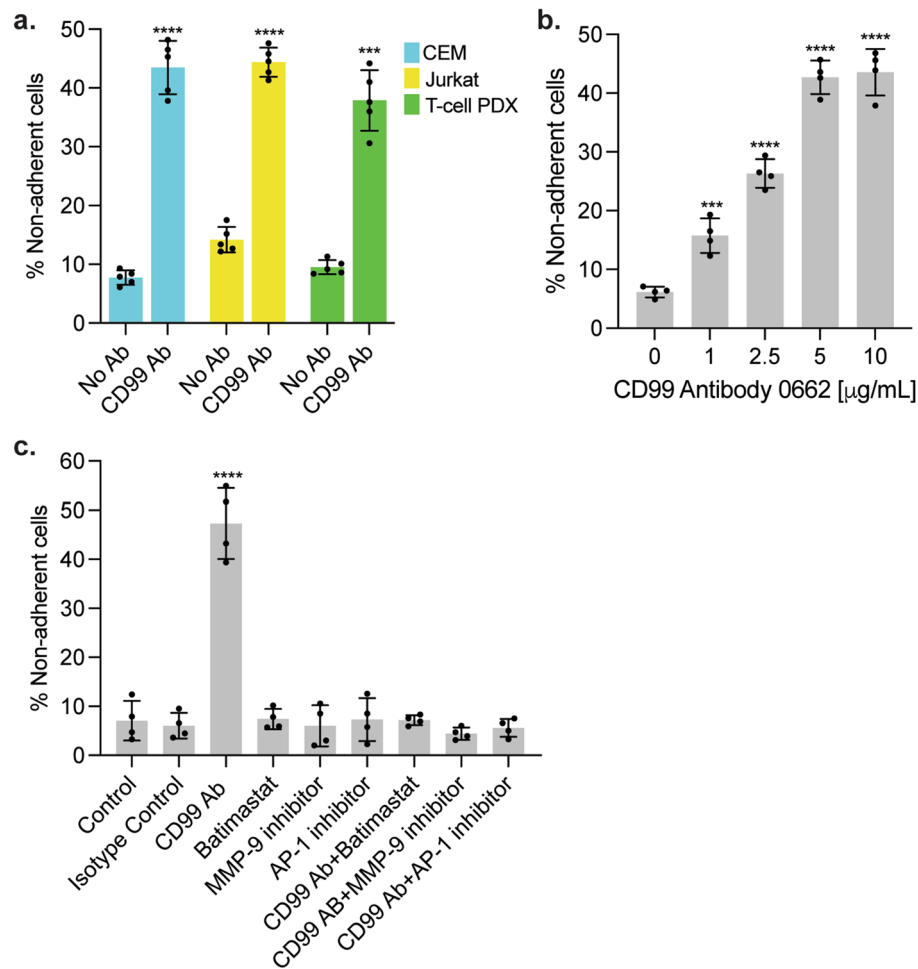 a.
% Non-adherent cells
50
40
30
20
10
0
****
****
***
No Ab
CD99 Ab
No Ab
CD99 Ab
No Ab
CD99 Ab
CEM
Jurkat
T-cell PDX
b.
% Non-adherent cells
50
40
30
20
10
0
***
****
****
****
0 1 2.5 5 10
CD99 Antibody 0662 [μg/mL]
c.
% Non-adherent cells
60
50
40
30
20
10
0
****
Control
Isotype Control
CD99 Ab
Batimastat
MMP-9 inhibitor
AP-1 inhibitor
CD99 Ab+Batimastat
CD99 AB+MMP-9 inhibitor
CD99 Ab+AP-1 inhibitor